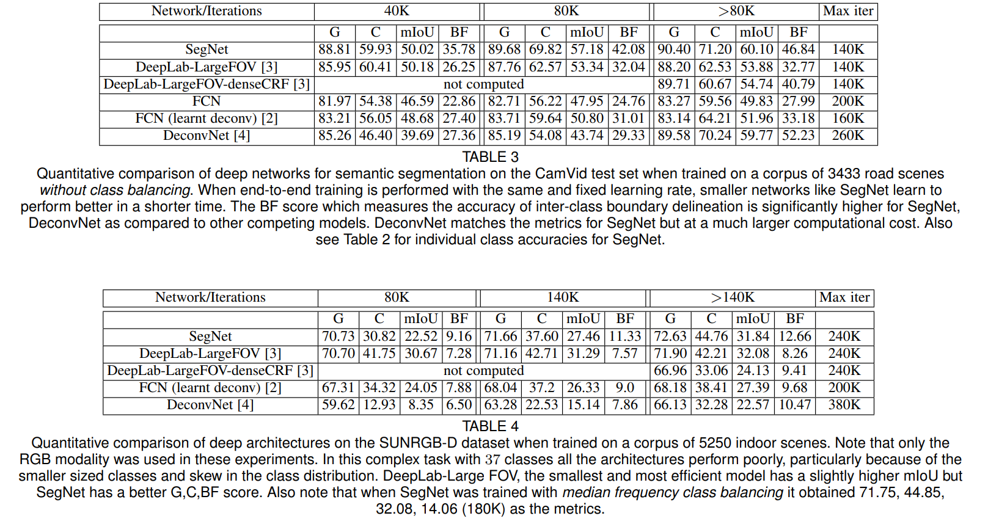 Network/Iterations 40K 80K >80K Max iter
G C mIoU BF G C mIoU BF G C mIoU BF
SegNet 88.81 59.93 50.02 35.78 89.68 69.82 57.18 42.08 90.40 71.20 60.10 46.84 140K
DeepLab-LargeFOV [3] 85.95 60.41 50.18 26.25 87.76 62.57 53.34 32.04 88.20 62.53 53.88 32.77 140K
DeepLab-LargeFOV-denseCRF [3] not computed 89.71 60.67 54.74 40.79 140K
FCN 81.97 54.38 46.59 22.86 82.71 56.22 47.95 24.76 83.27 59.56 49.83 27.99 200K
FCN (learnt deconv) [2] 83.21 56.05 48.68 27.40 83.71 59.64 50.80 31.01 83.14 64.21 51.96 33.18 160K
DeconvNet [4] 85.26 46.40 39.69 27.36 85.19 54.08 43.74 29.33 89.58 70.24 59.77 52.23 260K
TABLE 3
Quantitative comparison of deep networks for semantic segmentation on the CamVid test set when trained on a corpus of 3433 road scenes
without class balancing. When end-to-end training is performed with the same and fixed learning rate, smaller networks like SegNet learn to
perform better in a shorter time. The BF score which measures the accuracy of inter-class boundary delineation is significantly higher for SegNet,
DeconvNet as compared to other competing models. DeconvNet matches the metrics for SegNet but at a much larger computational cost. Also
see Table 2 for individual class accuracies for SegNet.
Network/Iterations 80K 140K >140K Max iter
G C mIoU BF G C mIoU BF G C mIoU BF
SegNet 70.73 30.82 22.52 9.16 71.66 37.60 27.46 11.33 72.63 44.76 31.84 12.66 240K
DeepLab-LargeFOV [3] 70.70 41.75 30.67 7.28 71.16 42.71 31.29 7.57 71.90 42.21 32.08 8.26 240K
DeepLab-LargeFOV-denseCRF [3] not computed 66.96 33.06 24.13 9.41 240K
FCN (learnt deconv) [2] 67.31 34.32 24.05 7.88 68.04 37.2 26.33 9.0 68.18 38.41 27.39 9.68 200K
DeconvNet [4] 59.62 12.93 8.35 6.50 63.28 22.53 15.14 7.86 66.13 32.28 22.57 10.47 380K
TABLE 4
Quantitative comparison of deep architectures on the SUNRGB-D dataset when trained on a corpus of 5250 indoor scenes. Note that only the
RGB modality was used in these experiments. In this complex task with 37 classes all the architectures perform poorly, particularly because of the
smaller sized classes and skew in the class distribution. DeepLab-Large FOV, the smallest and most efficient model has a slightly higher mIoU but
SegNet has a better G,C,BF score. Also note that when SegNet was trained with median frequency class balancing it obtained 71.75, 44.85,
32.08, 14.06 (180K) as the metrics.